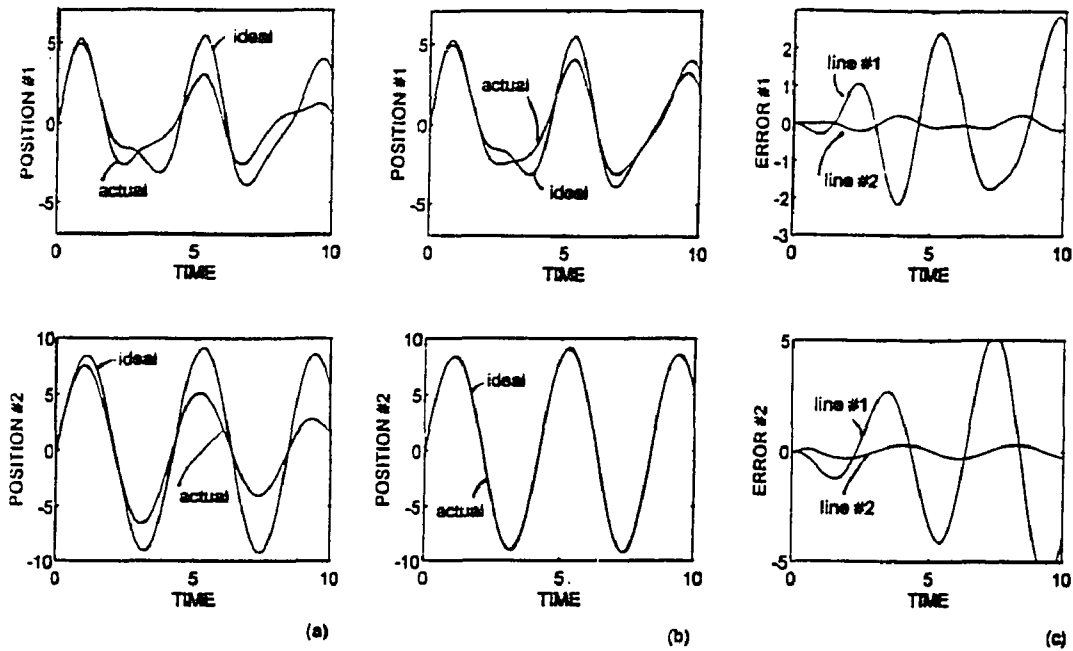 POSITION #1
5
0
-5
ideal
actual
0
5
10
TIME
POSITION #1
5
0
-5
actual
ideal
0
5
10
TIME
ERROR #1
2
1
0
-1
-2
-3
line #1
line #2
0
5
10
TIME
POSITION #2
10
5
0
-5
-10
ideal
actual
0
5
10
TIME
(a)
POSITION #2
10
5
0
-5
-10
ideal
actual
0
5
10
TIME
(b)
ERROR #2
5
0
-5
line #1
line #2
0
5
10
TIME
(c)